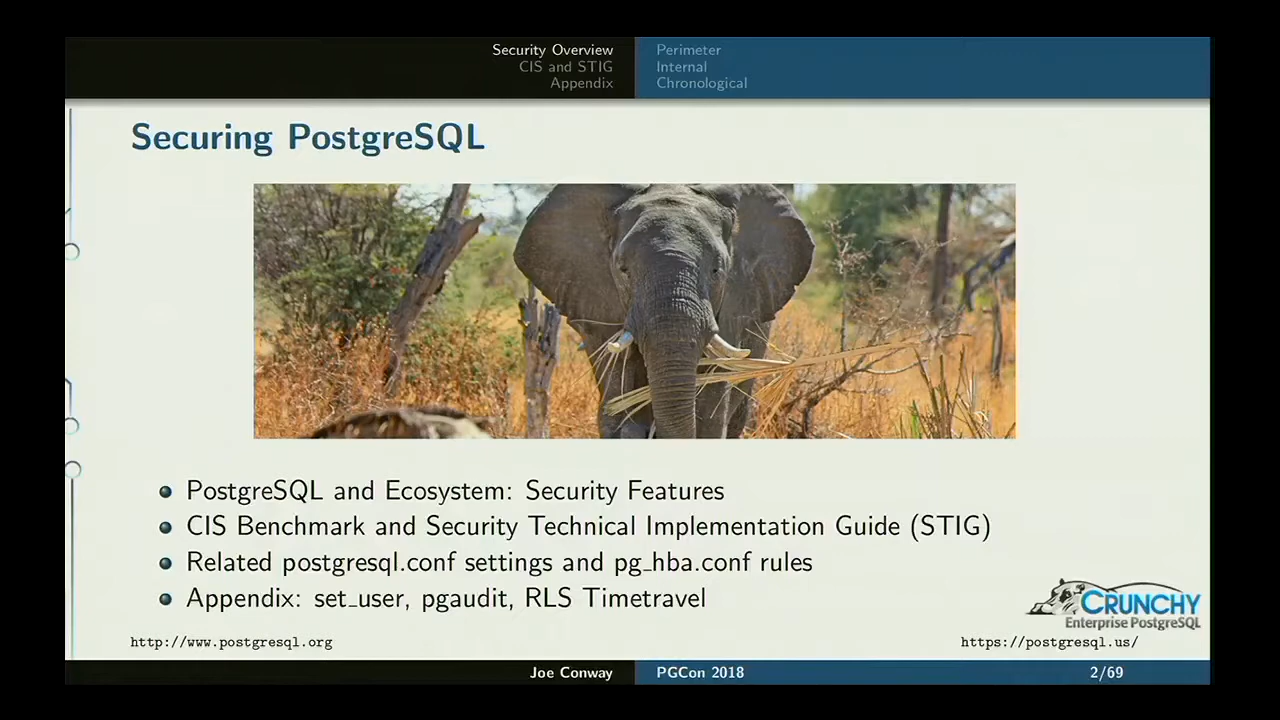 Security Overview
CIS and STIG
Appendix
Perimeter
Internal
Chronological
Securing PostgreSQL
PostgreSQL and Ecosystem: Security Features
CIS Benchmark and Security Technical Implementation Guide (STIG)
Related postgresql.conf settings and pg_hba.conf rules
Appendix: set_user, pgaudit, RLS Timetravel
CRUNCHY
Enterprise PostgreSQL
http://www.postgresql.org
https://postgresql.us/
Joe Conway
PGCon 2018
2/69